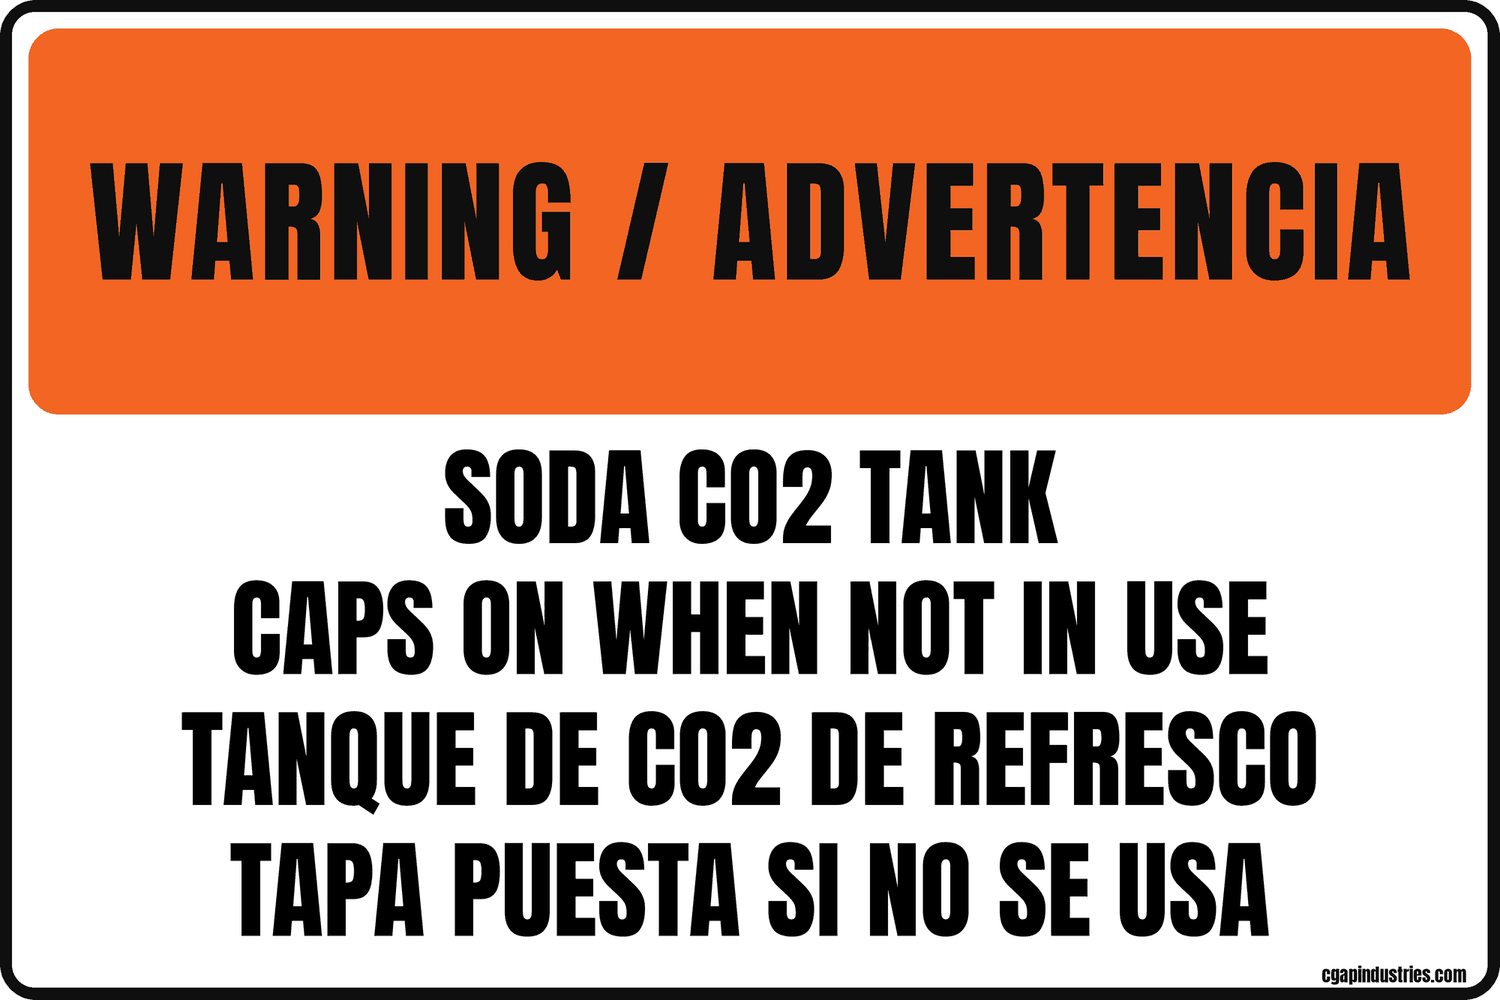 WARNING / ADVERTENCIA
SODA CO2 TANK
CAPS ON WHEN NOT IN USE
TANQUE DE CO2 DE REFRESCO
TAPA PUESTA SI NO SE USA
cgapindustries.com